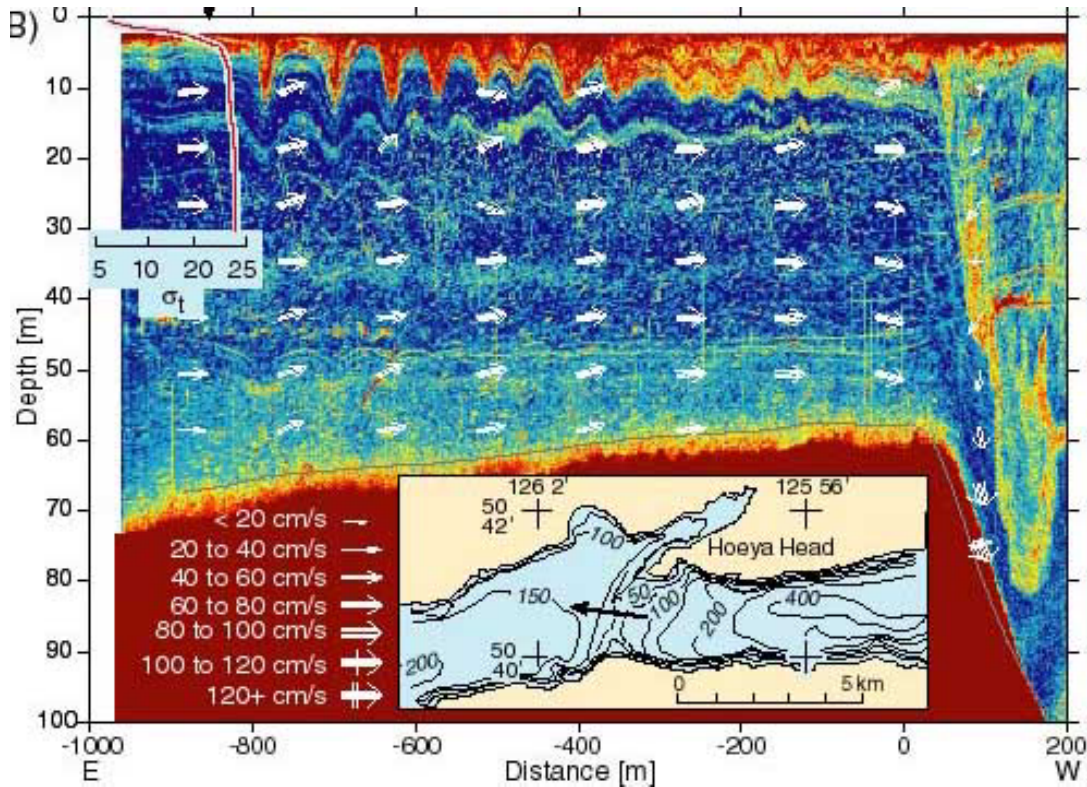 B)
0
10
20
30
40
50
60
70
80
90
100
Depth [m]
5 10 20 25
σt
< 20 cm/s
20 to 40 cm/s
40 to 60 cm/s
60 to 80 cm/s
80 to 100 cm/s
100 to 120 cm/s
120+ cm/s
126 2' 125 56'
50
42'
100
Hoeya Head
50
100
150
200
400
200
50
40'
0 5 km
-1000 -800 -600 -400 -200 0 200
E Distance [m] W